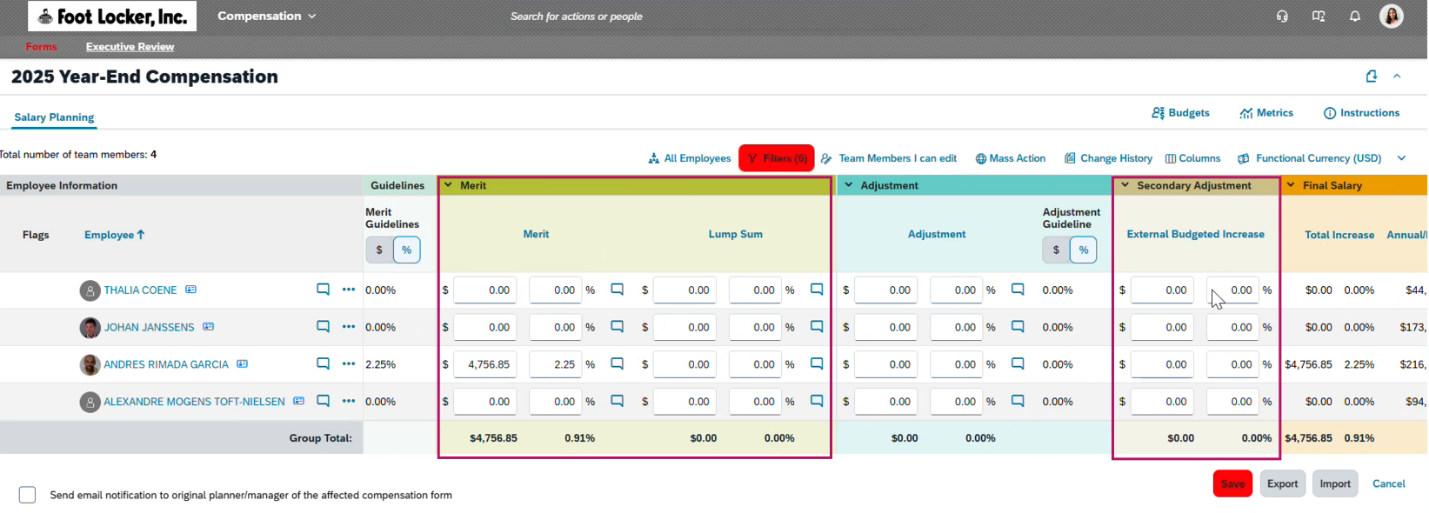 Foot Locker, Inc. Compensation Search for actions or people
Forms Executive Review
2025 Year-End Compensation
Salary Planning Budgets Metrics Instructions
Total number of team members: 4 All Employees Filters (6) Team Members I can edit Mass Action Change History Columns Functional Currency (USD)
Employee Information Guidelines Merit Adjustment Secondary Adjustment Final Salary
Flags Employee Merit Guidelines $ % Merit Lump Sum Adjustment Adjustment Guideline $ % External Budgeted Increase Total Increase Annual/
THALIA COENE 0.00% $ 0.00 0.00 % $ 0.00 0.00 % $ 0.00 0.00 % 0.00% $ 0.00 0.00 % $0.00 0.00% $44,
JOHAN JANSSENS 0.00% $ 0.00 0.00 % $ 0.00 0.00 % $ 0.00 0.00 % 0.00% $ 0.00 0.00 % $0.00 0.00% $173,
ANDRES RIMADA GARCIA 2.25% $ 4,756.85 2.25 % $ 0.00 0.00 % $ 0.00 0.00 % 0.00% $ 0.00 0.00 % $4,756.85 2.25% $216,
ALEXANDRE MOGENS TOFT-NIELSEN 0.00% $ 0.00 0.00 % $ 0.00 0.00 % $ 0.00 0.00 % 0.00% $ 0.00 0.00 % $0.00 0.00% $94,
Group Total: $4,756.85 0.91% $0.00 0.00% $0.00 0.00% $0.00 0.00% $4,756.85 0.91%
Send email notification to original planner/manager of the affected compensation form Save Export Import Cancel